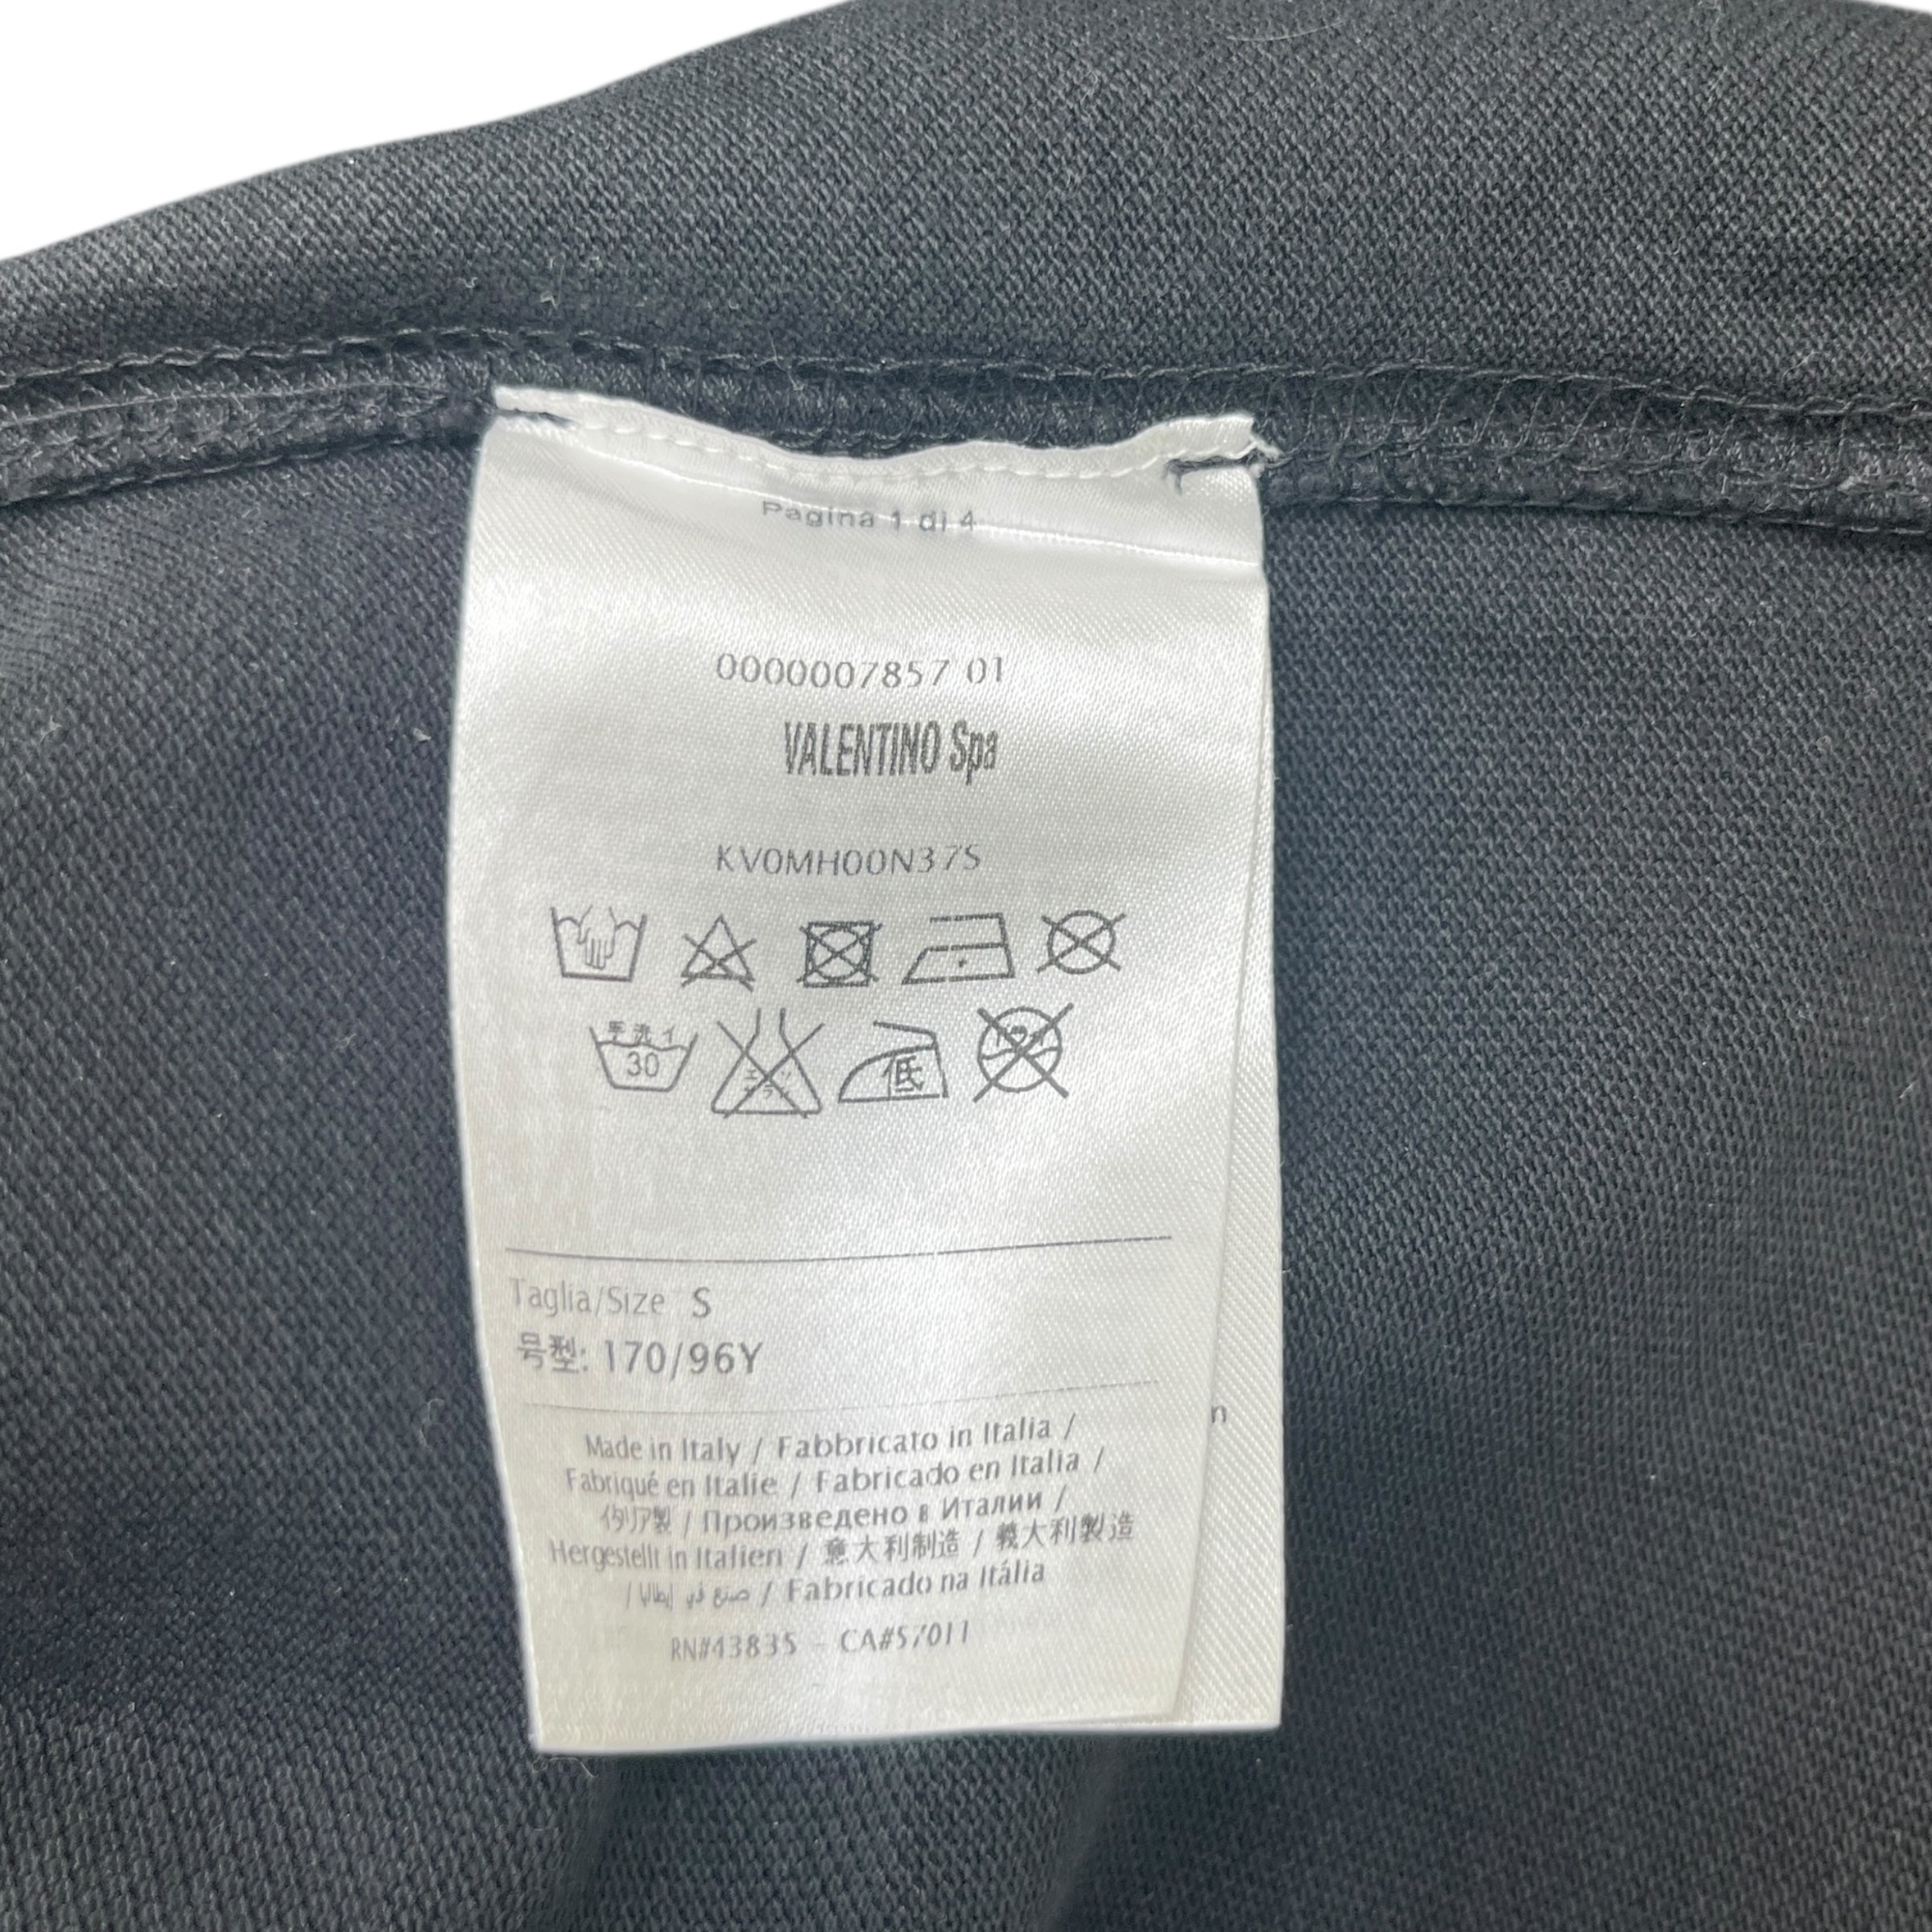 Pagina 1 di 4
0000007857 01
VALENTINO Spa
KV0MH00N37S
手洗イ
30
低
Taglia/Size S
号型: 170/96Y
Made in Italy / Fabbricato in Italia /
Fabriqué en Italie / Fabricado en Italia /
イタリア製 / Произведено в Италии /
Hergestellt in Italien / 意大利制造 / 義大利製造
صنع في إيطاليا / Fabricado na Itália /
RN#43835 - CA#57011
n